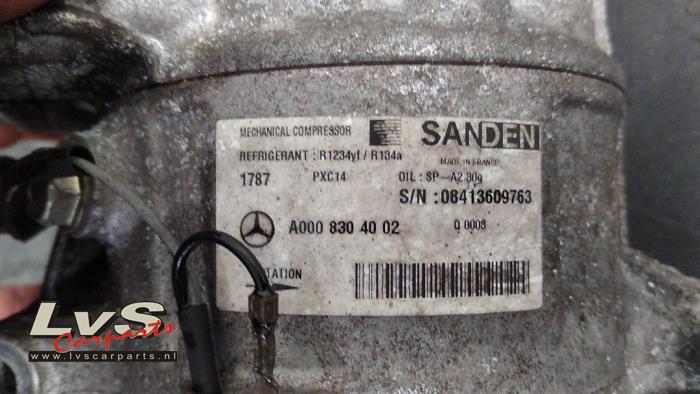 MECHANICAL COMPRESSOR SANDEN
REFRIGERANT : R1234yf / R134a MADE IN FRANCE
1787 PXC14 OIL : SP-A2 80g
S/N : 08413609763
A000 830 40 02 Q 0003
TATION
LvS
Carparts
www.lvscarparts.nl